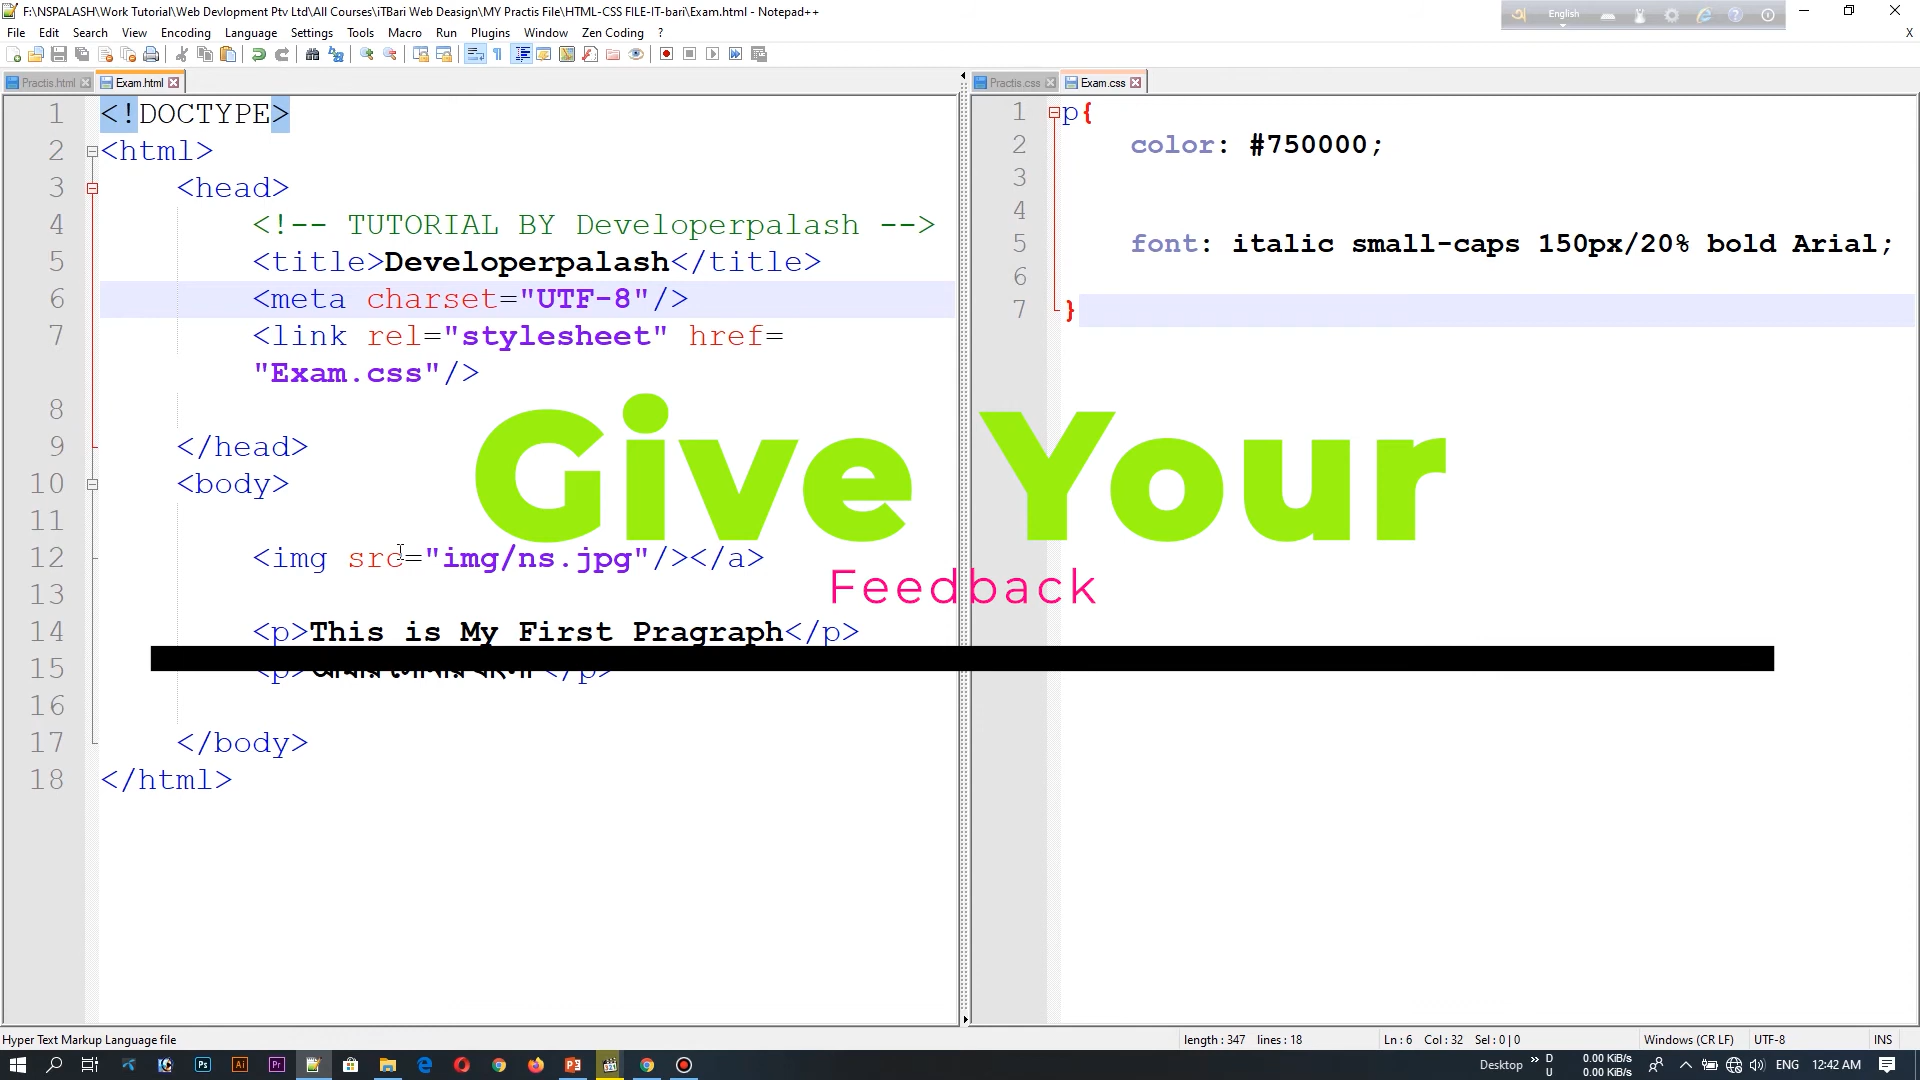 F:\NSPALASH\Work Tutorial\Web Devlopment Ptv Ltd\All Courses\iTBari Web Deasign\MY Practis File\HTML-CSS FILE-IT-bari\Exam.html - Notepad++
English
File Edit Search View Encoding Language Settings Tools Macro Run Plugins Window Zen Coding ? X
Practis.html Exam.html
Practis.css Exam.css
1 <!DOCTYPE>
2 <html>
3 <head>
4 <!-- TUTORIAL BY Developerpalash -->
5 <title>Developerpalash</title>
6 <meta charset="UTF-8"/>
7 <link rel="stylesheet" href=
"Exam.css"/>
8
9 </head>
10 <body>
11
12 <img src="img/ns.jpg"/></a>
13
14 <p>This is My First Pragraph</p>
15 <p> </p>
16
17 </body>
18 </html>
1 p{
2 color: #750000;
3
4
5 font: italic small-caps 150px/20% bold Arial;
6
7 }
Give Your
Feedback
Hyper Text Markup Language file
length : 347 lines : 18
Ln : 6 Col : 32 Sel : 0 | 0
Windows (CR LF)
UTF-8
INS
Desktop
D 0.00 KiB/s
U 0.00 KiB/s
ENG
12:42 AM